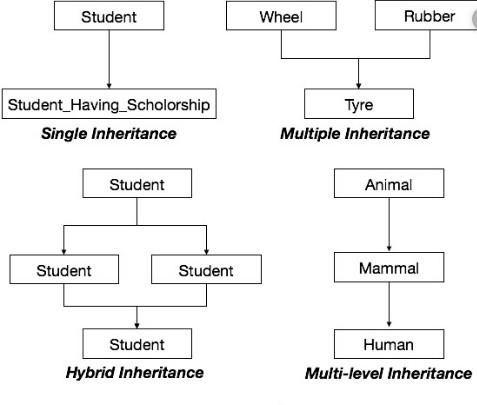 Student
Wheel Rubber
Student_Having_Scholorship
Tyre
Single Inheritance
Multiple Inheritance
Student
Student Student
Student
Hybrid Inheritance
Animal
Mammal
Human
Multi-level Inheritance